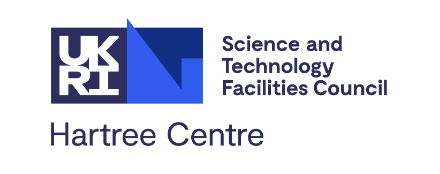 UK
RI
Science and
Technology
Facilities Council
Hartree Centre